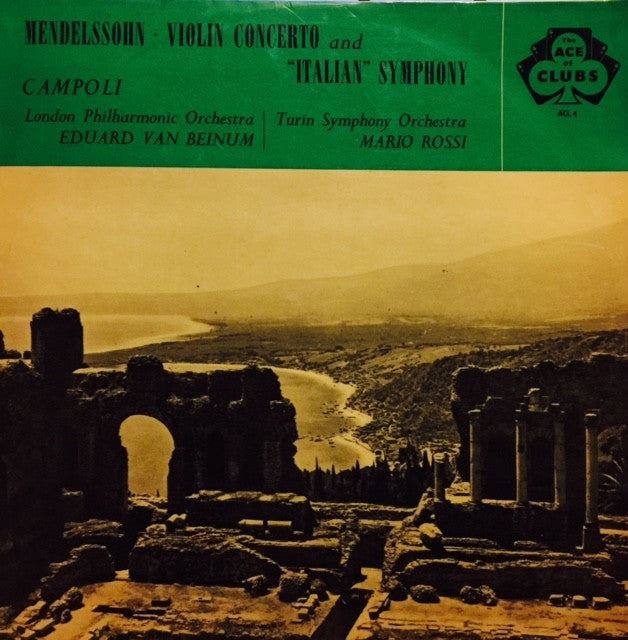 MENDELSSOHN · VIOLIN CONCERTO and
"ITALIAN" SYMPHONY
CAMPOLI
London Philharmonic Orchestra
EDUARD VAN BEINUM
Turin Symphony Orchestra
MARIO ROSSI
The
ACE
of
CLUBS
ACL 4